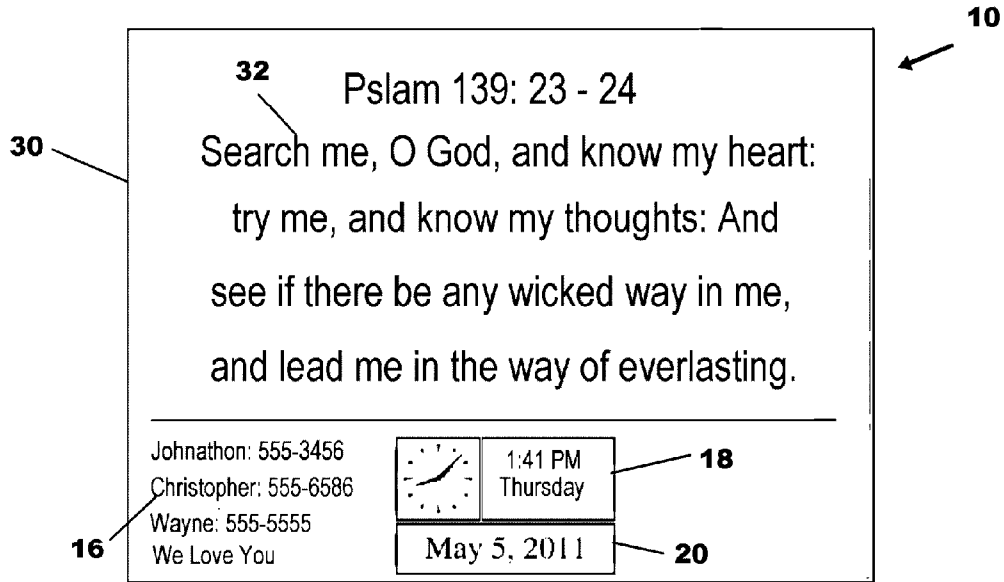 10
32
Pslam 139: 23 - 24
30
Search me, O God, and know my heart:
try me, and know my thoughts: And
see if there be any wicked way in me,
and lead me in the way of everlasting.
Johnathon: 555-3456
Christopher: 555-6586
Wayne: 555-5555
We Love You
16
1:41 PM
Thursday
18
May 5, 2011
20